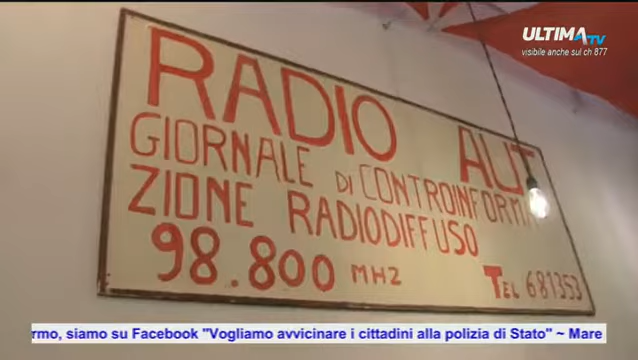 ULTIMA TV
visibile anche sul ch 877
RADIO AUT
GIORNALE DI CONTROINFORMA
ZIONE RADIODIFFUSO
98.800 MHZ TEL 681353
rmo, siamo su Facebook "Vogliamo avvicinare i cittadini alla polizia di Stato" ~ Mare